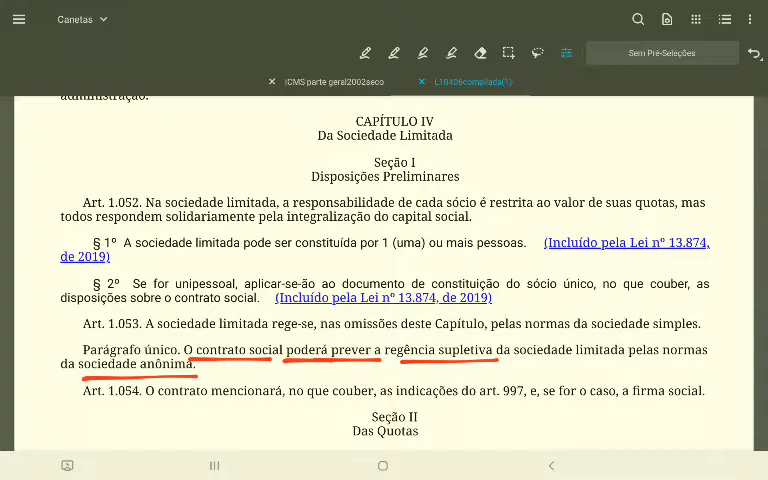 Canetas
Sem Pré-Seleções
ICMS parte geral2002seco
L10406compilada(1)
administração.
CAPÍTULO IV
Da Sociedade Limitada
Seção I
Disposições Preliminares
Art. 1.052. Na sociedade limitada, a responsabilidade de cada sócio é restrita ao valor de suas quotas, mas
todos respondem solidariamente pela integralização do capital social.
§ 1º A sociedade limitada pode ser constituída por 1 (uma) ou mais pessoas. (Incluído pela Lei nº 13.874,
de 2019)
§ 2º Se for unipessoal, aplicar-se-ão ao documento de constituição do sócio único, no que couber, as
disposições sobre o contrato social. (Incluído pela Lei nº 13.874, de 2019)
Art. 1.053. A sociedade limitada rege-se, nas omissões deste Capítulo, pelas normas da sociedade simples.
Parágrafo único. O contrato social poderá prever a regência supletiva da sociedade limitada pelas normas
da sociedade anônima.
Art. 1.054. O contrato mencionará, no que couber, as indicações do art. 997, e, se for o caso, a firma social.
Seção II
Das Quotas